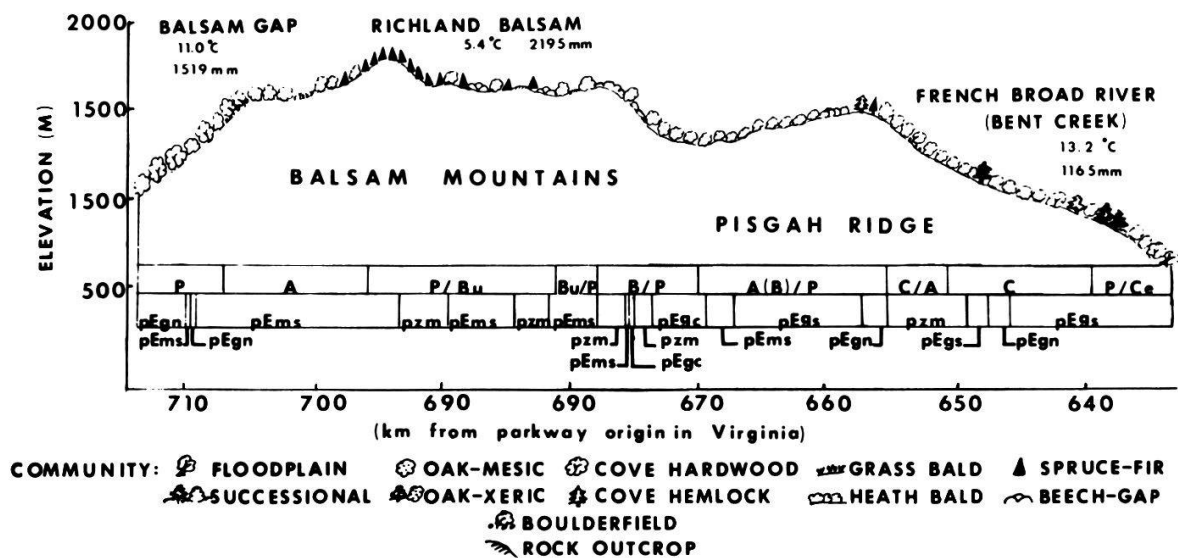 2000
BALSAM GAP
11.0°C
1519mm
RICHLAND BALSAM
5.4°C 2195mm
1500
FRENCH BROAD RIVER
(BENT CREEK)
13.2 °C
1165mm
ELEVATION (M)
BALSAM MOUNTAINS
1500
PISGAH RIDGE
500
P A P/Bu Bu/P B/P A(B)/P C/A C P/Ce
pEgn pEms pzm pEms pzm pEms pEgc pEgs pzm pEgs
pEms pEgn pzm pzm pEms pEgn pEgs pEgn
pEms pEgc
710 700 690 690 670 660 650 640
(km from parkway origin in Virginia)
COMMUNITY: FLOODPLAIN OAK-MESIC COVE HARDWOOD GRASS BALD SPRUCE-FIR
SUCCESSIONAL OAK-XERIC COVE HEMLOCK HEATH BALD BEECH-GAP
BOULDERFIELD
ROCK OUTCROP